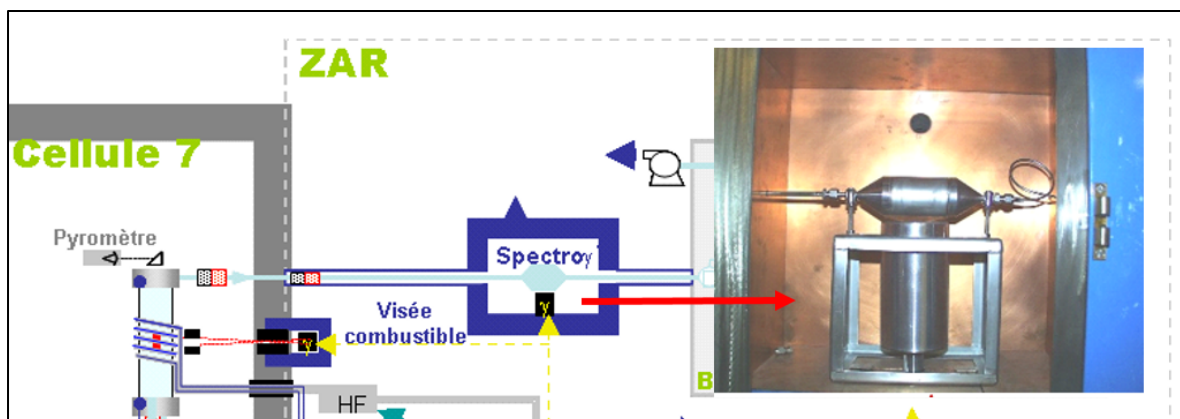 ZAR
Cellule 7
Pyromètre
Spectroγ
γ
Visée
combustible
γ
HF
B